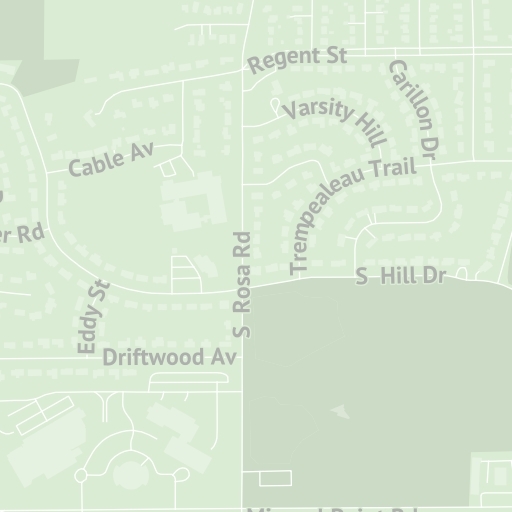 Regent St
Carillon Dr
Varsity Hill
Cable Av
Trempealeau Trail
er Rd
S Rosa Rd
S Hill Dr
Eddy St
Driftwood Av